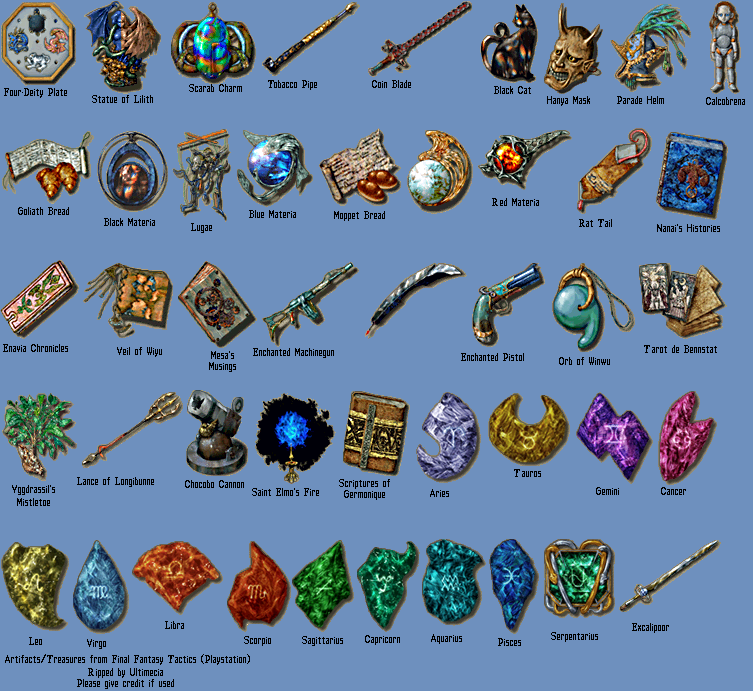 Four-Deity Plate
Statue of Lilith
Scarab Charm
Tobacco Pipe
Coin Blade
Black Cat
Hanya Mask
Parade Helm
Calcobrena
Goliath Bread
Black Materia
Lugae
Blue Materia
Moppet Bread
Red Materia
Rat Tail
Nanai's Histories
Enavia Chronicles
Veil of Wiyu
Mesa's
Musings
Enchanted Machinegun
Enchanted Pistol
Orb of Winwu
Tarot de Bennstat
Yggdrassil's
Mistletoe
Lance of Longibunne
Chocobo Cannon
Saint Elmo's Fire
Scriptures of
Germonique
Aries
Tauros
Gemini
Cancer
Leo
Virgo
Libra
Scorpio
Sagittarius
Capricorn
Aquarius
Pisces
Serpentarius
Excalipoor
Artifacts/Treasures from Final Fantasy Tactics (Playstation)
Ripped by Ultimecia
Please give credit if used